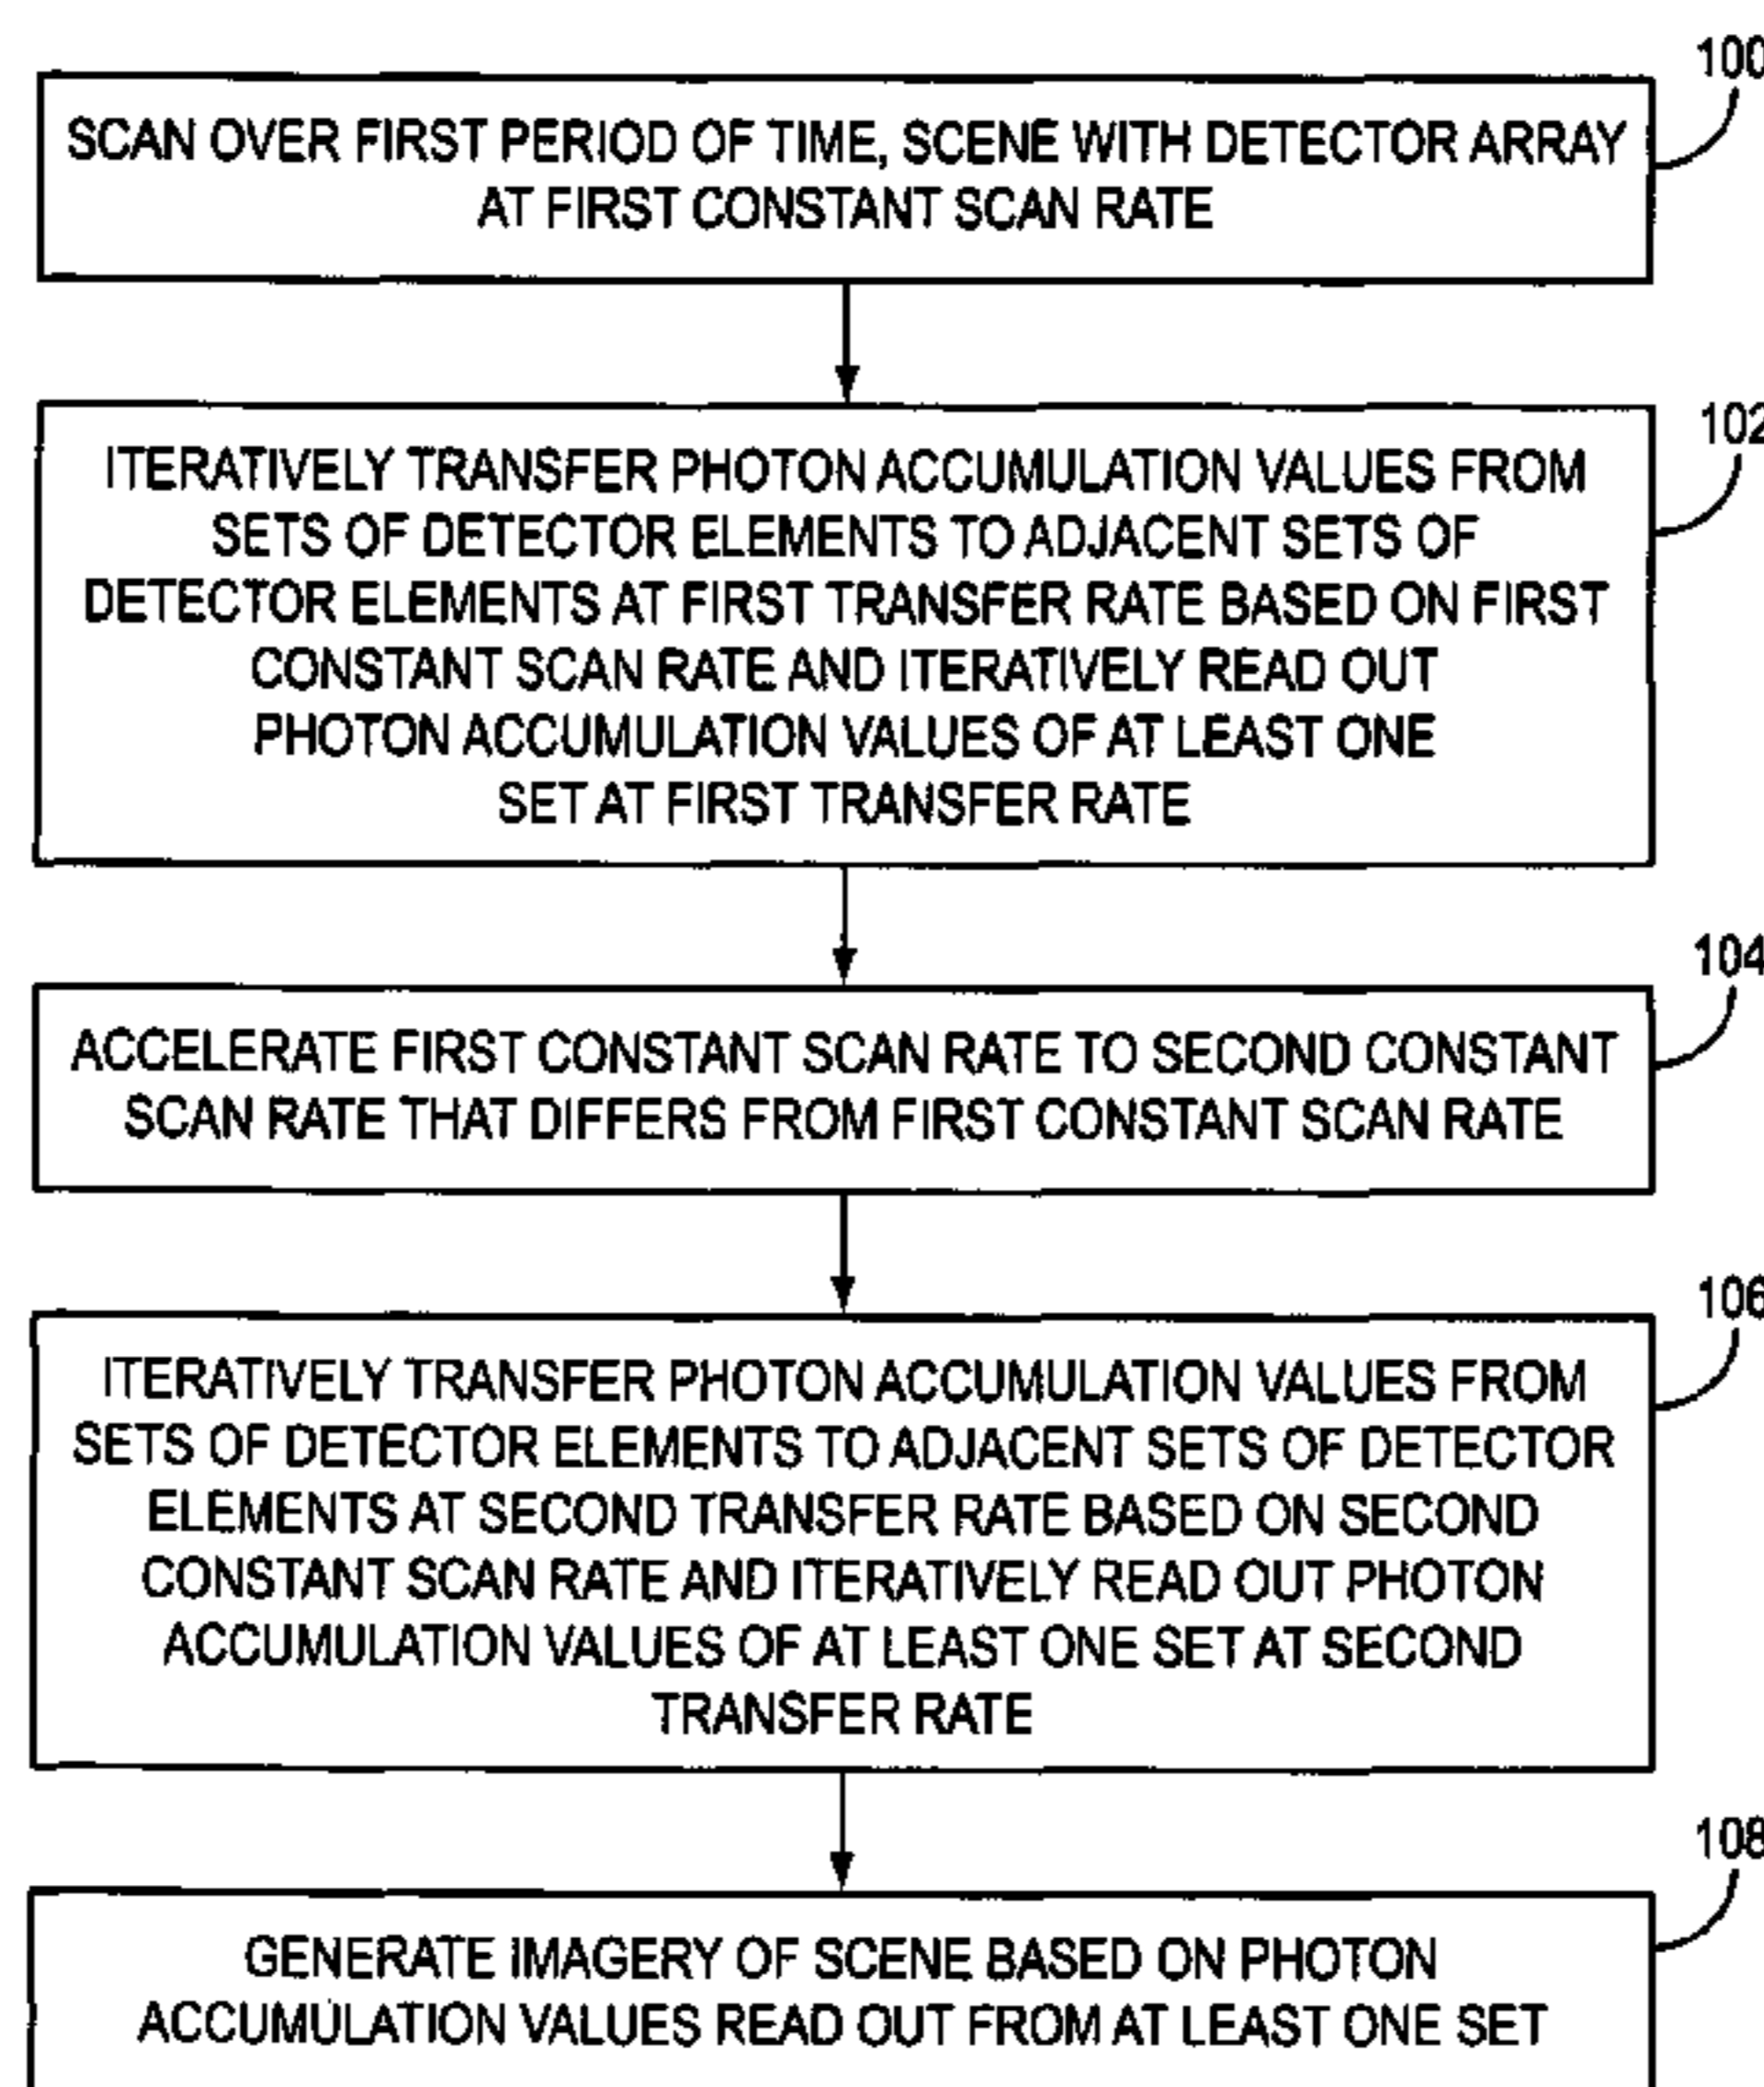 100
SCAN OVER FIRST PERIOD OF TIME, SCENE WITH DETECTOR ARRAY
AT FIRST CONSTANT SCAN RATE
102
ITERATIVELY TRANSFER PHOTON ACCUMULATION VALUES FROM
SETS OF DETECTOR ELEMENTS TO ADJACENT SETS OF
DETECTOR ELEMENTS AT FIRST TRANSFER RATE BASED ON FIRST
CONSTANT SCAN RATE AND ITERATIVELY READ OUT
PHOTON ACCUMULATION VALUES OF AT LEAST ONE
SET AT FIRST TRANSFER RATE
104
ACCELERATE FIRST CONSTANT SCAN RATE TO SECOND CONSTANT
SCAN RATE THAT DIFFERS FROM FIRST CONSTANT SCAN RATE
106
ITERATIVELY TRANSFER PHOTON ACCUMULATION VALUES FROM
SETS OF DETECTOR ELEMENTS TO ADJACENT SETS OF DETECTOR
ELEMENTS AT SECOND TRANSFER RATE BASED ON SECOND
CONSTANT SCAN RATE AND ITERATIVELY READ OUT PHOTON
ACCUMULATION VALUES OF AT LEAST ONE SET AT SECOND
TRANSFER RATE
108
GENERATE IMAGERY OF SCENE BASED ON PHOTON
ACCUMULATION VALUES READ OUT FROM AT LEAST ONE SET